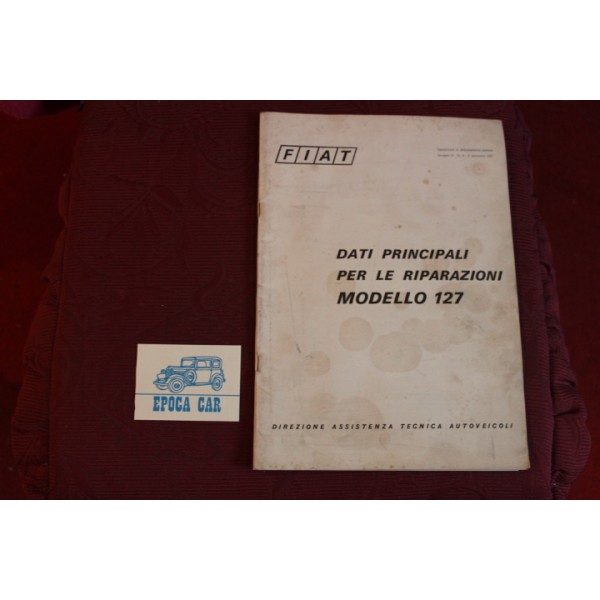 FIAT
DATI PRINCIPALI
PER LE RIPARAZIONI
MODELLO 127
DIREZIONE ASSISTENZA TECNICA AUTOVEICOLI
EPOCA CAR